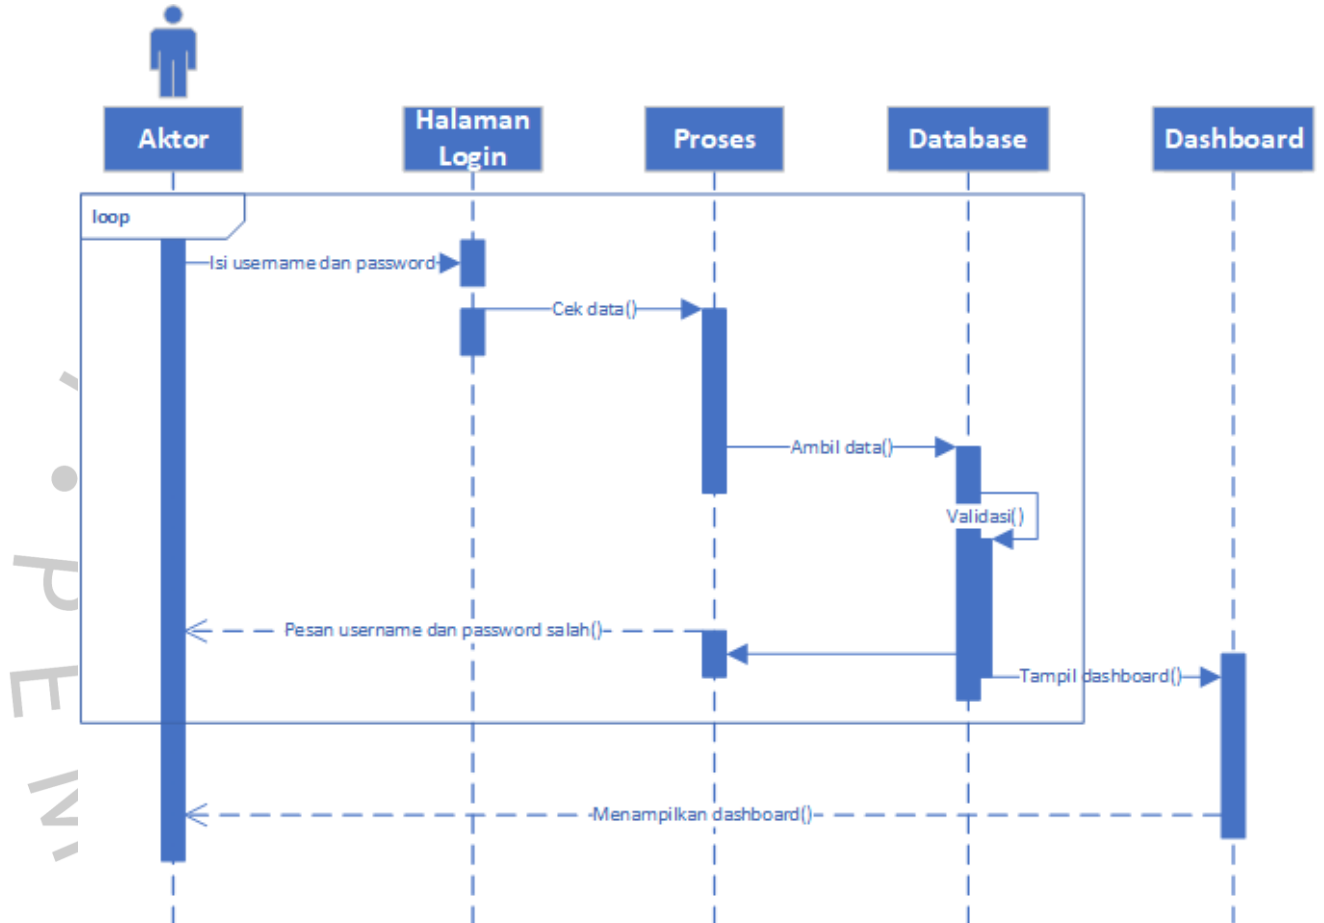 Aktor
Halaman
Login
Proses
Database
Dashboard
loop
Isi username dan password
Cek data()
Ambil data()
Validasi()
Pesan username dan password salah()
Tampil dashboard()
Menampilkan dashboard()